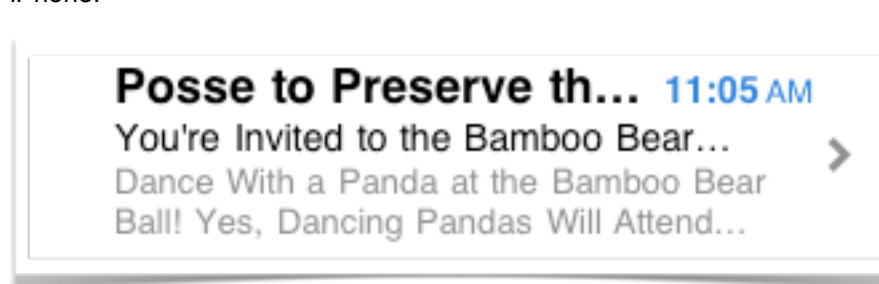 Posse to Preserve th... 11:05 AM
You're Invited to the Bamboo Bear...
Dance With a Panda at the Bamboo Bear
Ball! Yes, Dancing Pandas Will Attend...